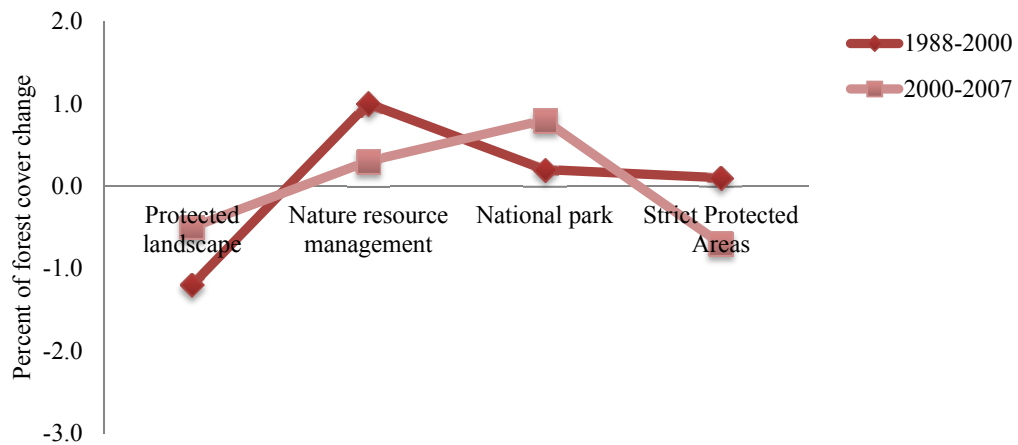 2.0
1.0
0.0
-1.0
-2.0
-3.0
Percent of forest cover change
Protected
landscape
Nature resource
management
National park
Strict Protected
Areas
1988-2000
2000-2007